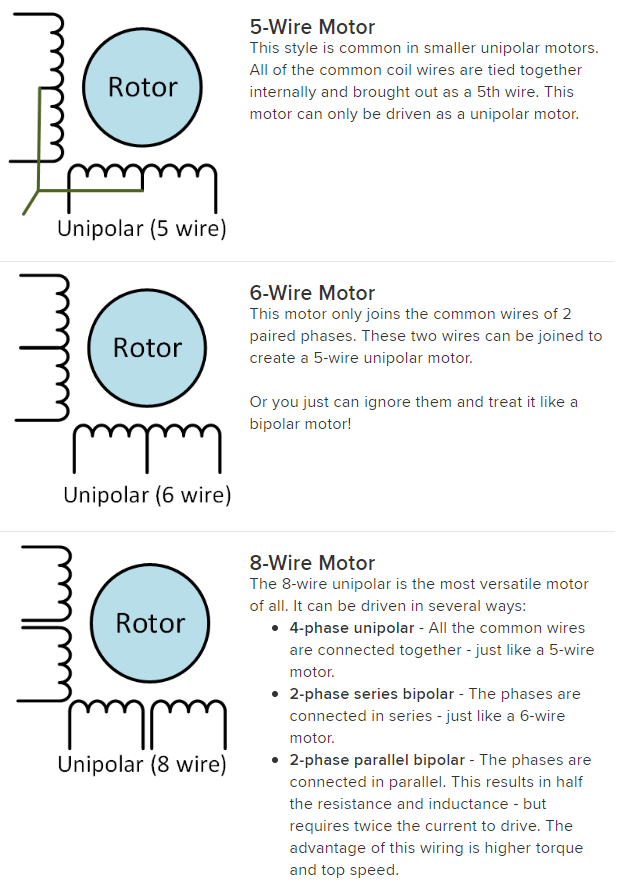 Rotor
Unipolar (5 wire)
5-Wire Motor
This style is common in smaller unipolar motors.
All of the common coil wires are tied together
internally and brought out as a 5th wire. This
motor can only be driven as a unipolar motor.
Rotor
Unipolar (6 wire)
6-Wire Motor
This motor only joins the common wires of 2
paired phases. These two wires can be joined to
create a 5-wire unipolar motor.
Or you just can ignore them and treat it like a
bipolar motor!
Rotor
Unipolar (8 wire)
8-Wire Motor
The 8-wire unipolar is the most versatile motor
of all. It can be driven in several ways:
• 4-phase unipolar - All the common wires
are connected together - just like a 5-wire
motor.
• 2-phase series bipolar - The phases are
connected in series - just like a 6-wire
motor.
• 2-phase parallel bipolar - The phases are
connected in parallel. This results in half
the resistance and inductance - but
requires twice the current to drive. The
advantage of this wiring is higher torque
and top speed.